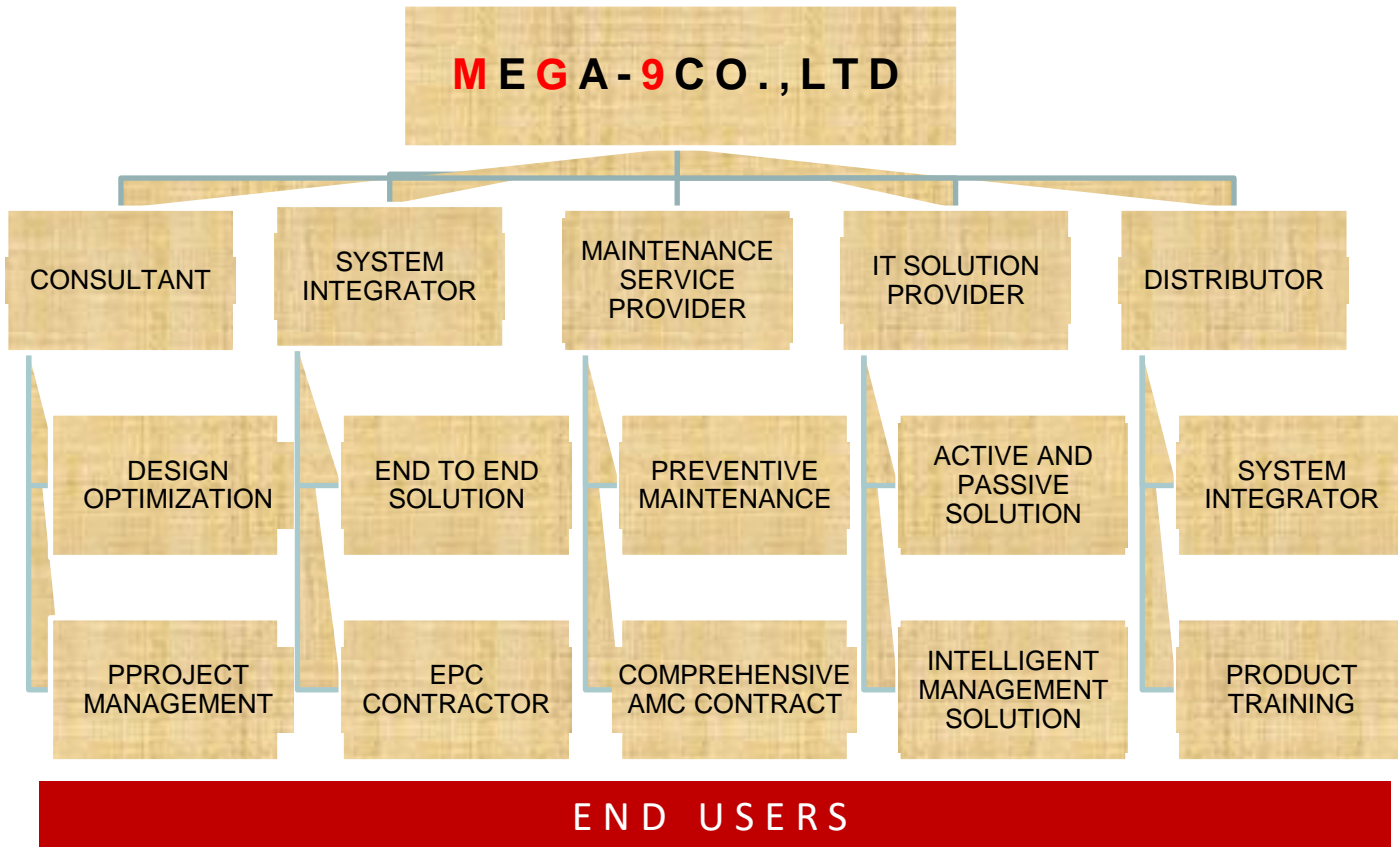 MEGA-9CO.,LTD
CONSULTANT
SYSTEM
INTEGRATOR
MAINTENANCE
SERVICE
PROVIDER
IT SOLUTION
PROVIDER
DISTRIBUTOR
DESIGN
OPTIMIZATION
END TO END
SOLUTION
PREVENTIVE
MAINTENANCE
ACTIVE AND
PASSIVE
SOLUTION
SYSTEM
INTEGRATOR
PPROJECT
MANAGEMENT
EPC
CONTRACTOR
COMPREHENSIVE
AMC CONTRACT
INTELLIGENT
MANAGEMENT
SOLUTION
PRODUCT
TRAINING
END USERS